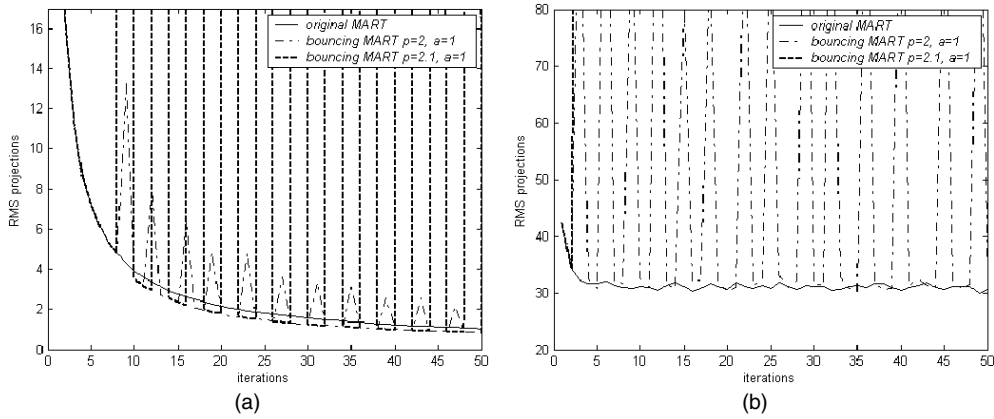 original MART
bouncing MART p=2, a=1
bouncing MART p=2.1, a=1
RMS projections
16
14
12
10
8
6
4
2
0
0 5 10 15 20 25 30 35 40 45 50
iterations
(a)
original MART
bouncing MART p=2, a=1
bouncing MART p=2.1, a=1
RMS projections
80
70
60
50
40
30
20
0 5 10 15 20 25 30 35 40 45 50
iterations
(b)